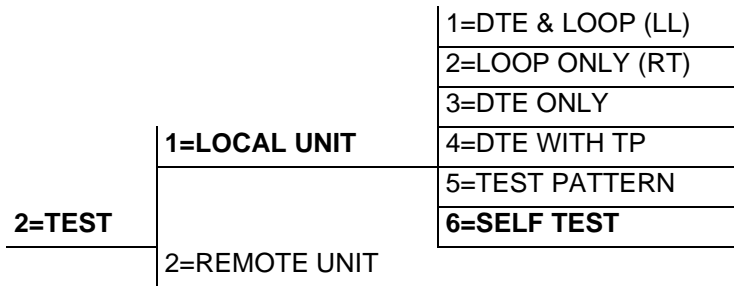 1=DTE & LOOP (LL)
2=LOOP ONLY (RT)
3=DTE ONLY
1=LOCAL UNIT
4=DTE WITH TP
5=TEST PATTERN
2=TEST
6=SELF TEST
2=REMOTE UNIT